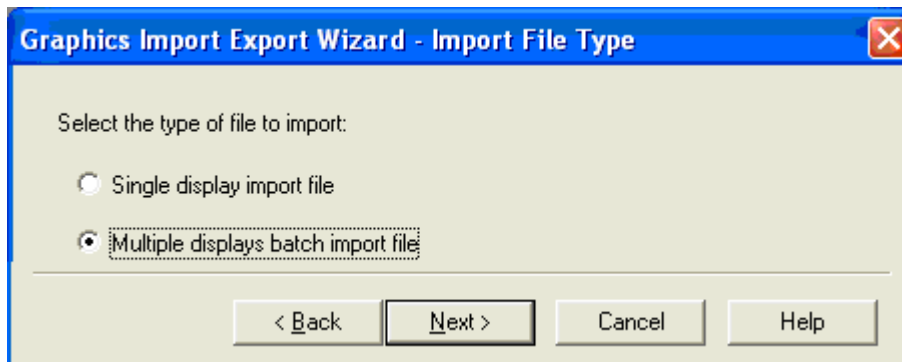 Graphics Import Export Wizard - Import File Type
Select the type of file to import:
Single display import file
Multiple displays batch import file
< Back Next > Cancel Help